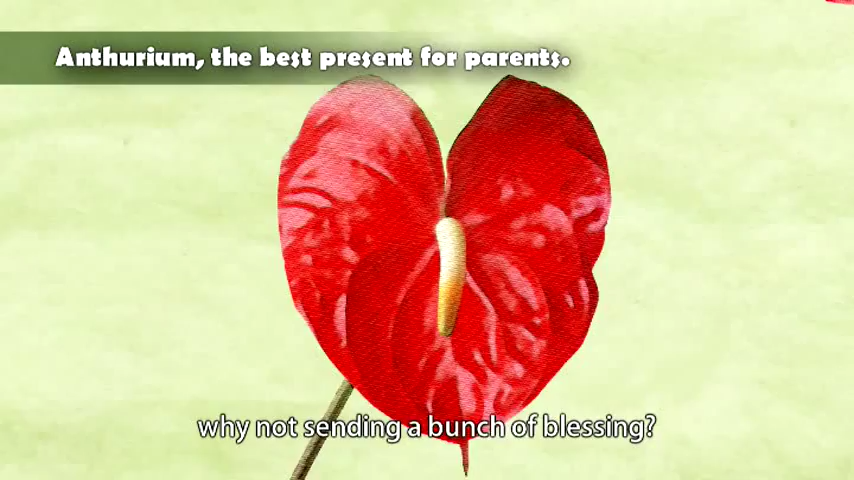 Anthurium, the best present for parents.
why not sending a bunch of blessing?